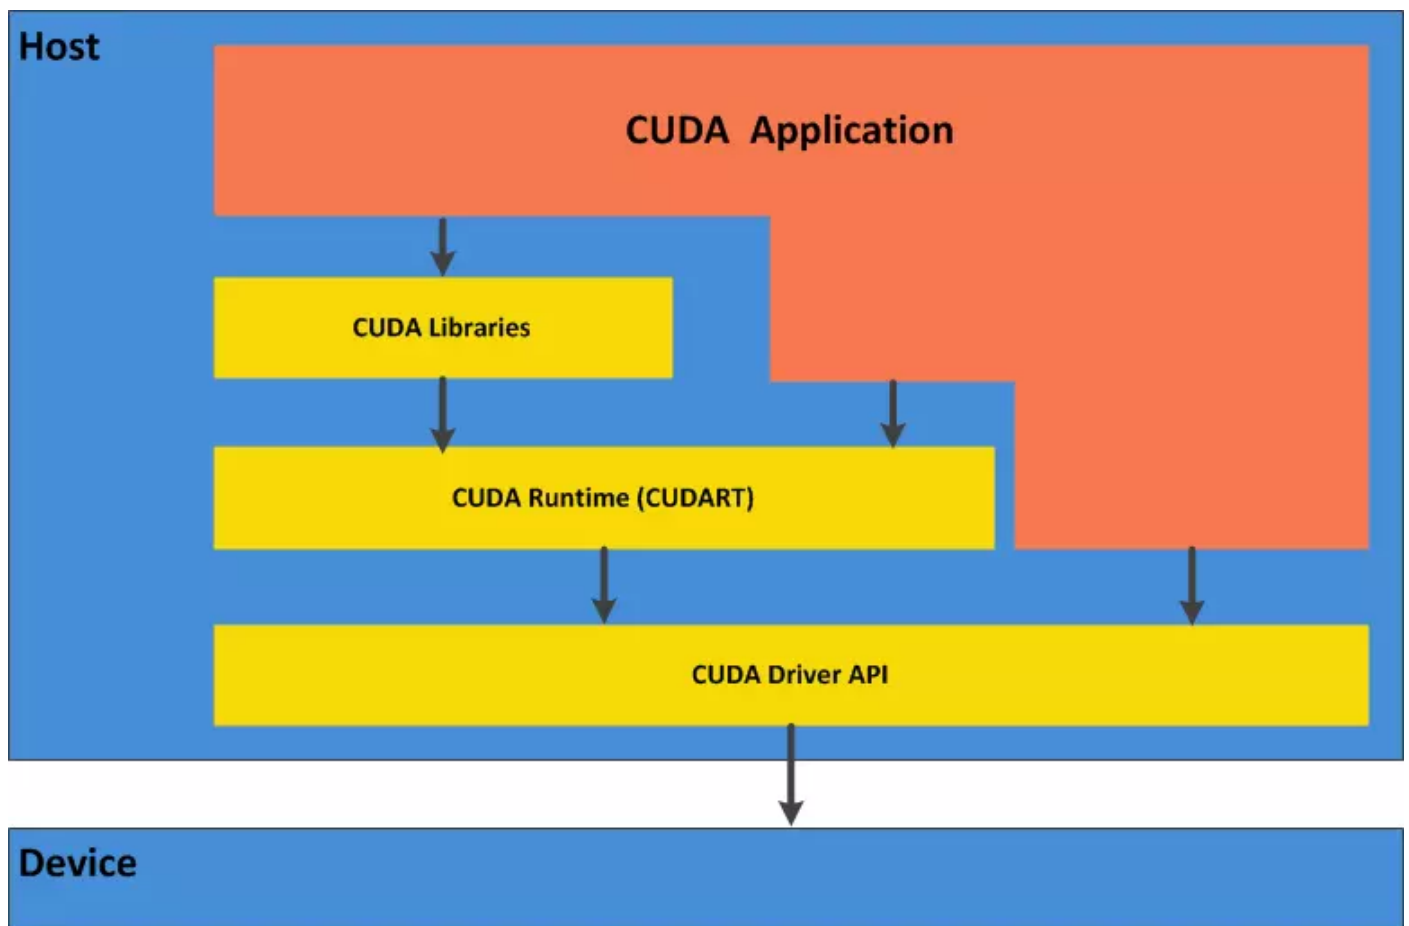 Host
CUDA Application
CUDA Libraries
CUDA Runtime (CUDART)
CUDA Driver API
Device